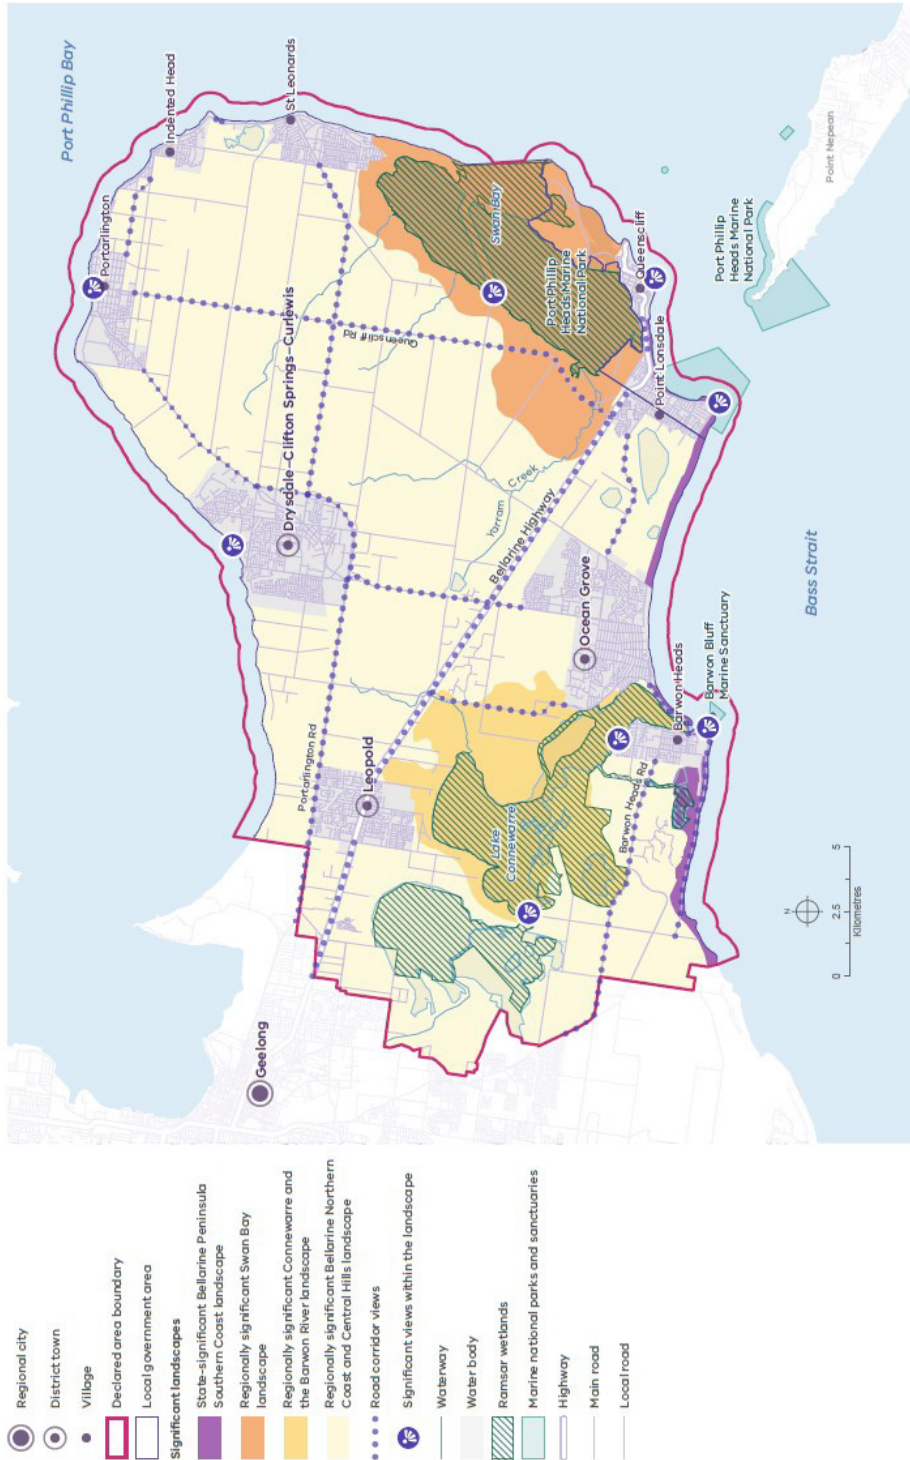 Regional city
District town
Village
Declared area boundary
Local government area
Significant landscapes
State-significant Bellarine Peninsula
Southern Coast landscape
Regionally significant Swan Bay
landscape
Regionally significant Connewarre and
the Barwon River landscape
Regionally significant Bellarine Northern
Coast and Central Hills landscape
Road corridor views
Significant views within the landscape
Waterway
Water body
Ramsar wetlands
Marine national parks and sanctuaries
Highway
Main road
Local road
Port Phillip Bay
Portarlington
Indented Head
St Leonards
Drysdale–Clifton Springs–Curlewis
Queenscliff Rd
Geelong
Portarlington Rd
Leopold
Swan Bay
Port Phillip
Heads Marine
National Park
Yarram Creek
Bellarine Highway
Lake
Connewarre
Ocean Grove
Queenscliff
Point Lonsdale
Port Phillip
Heads Marine
National Park
Point Nepean
Barwon Heads Rd
Barwon Heads
Barwon Bluff
Marine Sanctuary
Bass Strait
N
0 2.5 5
Kilometres